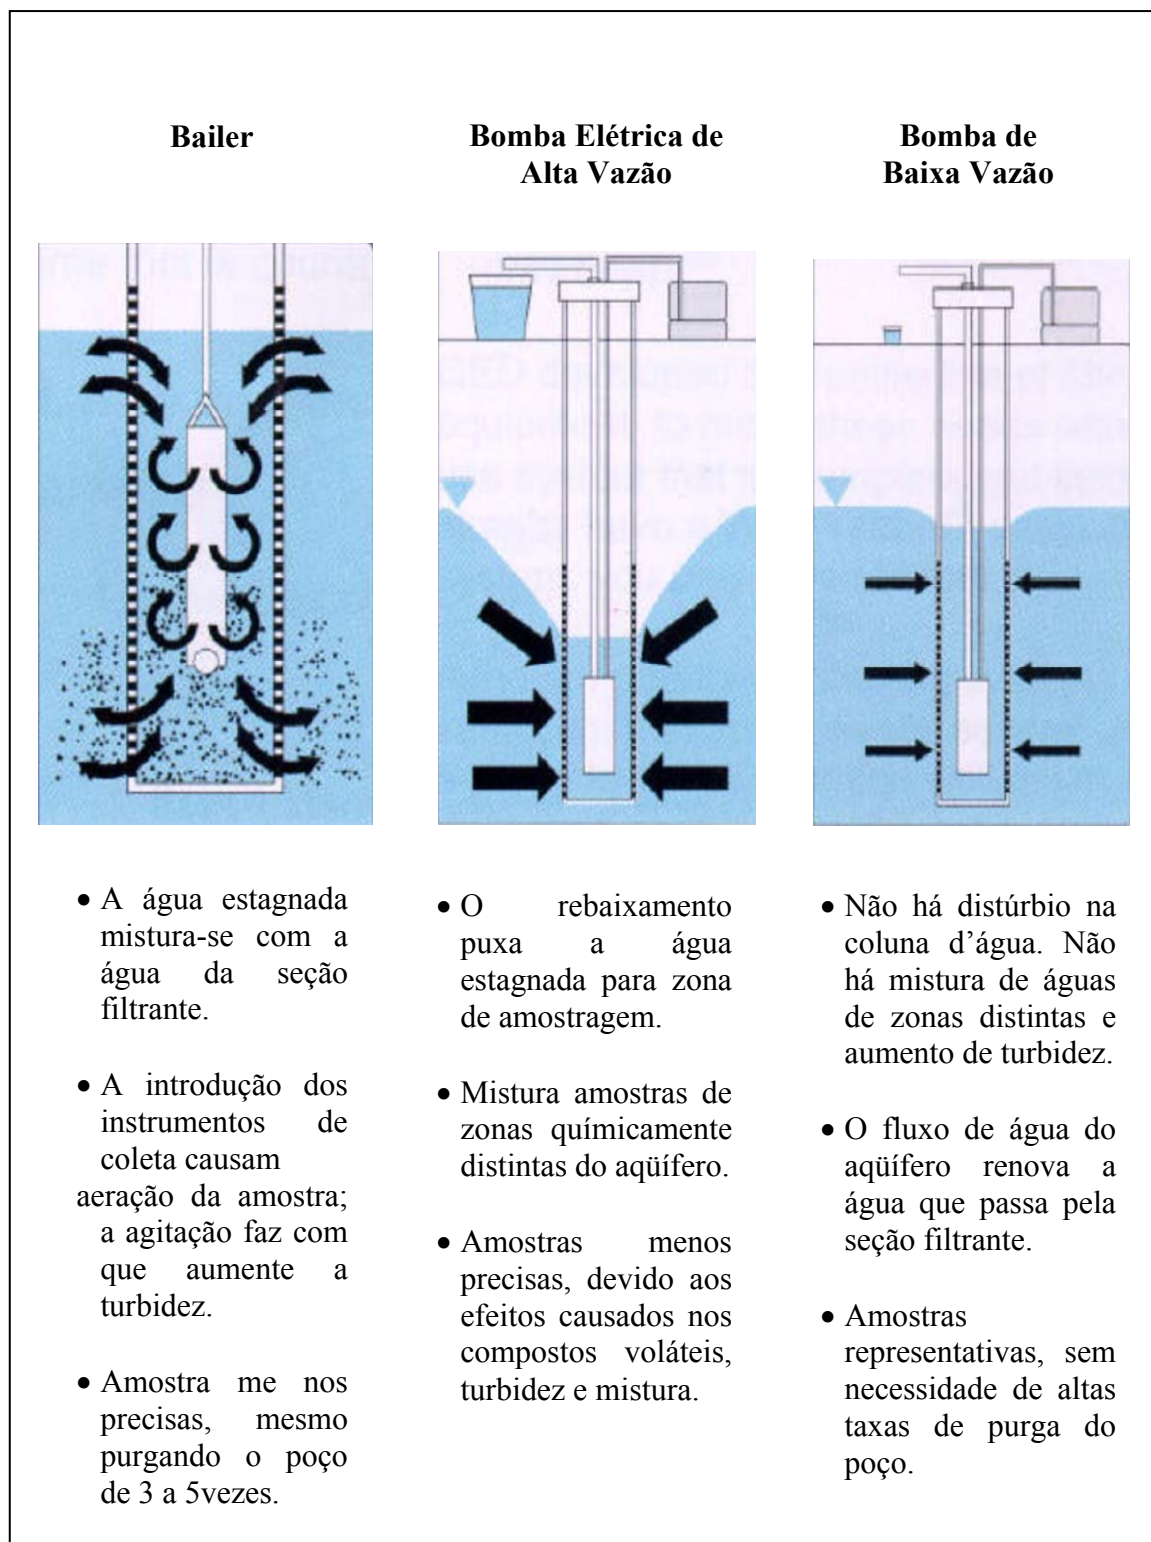 Bailer
Bomba Elétrica de
Alta Vazão
Bomba de
Baixa Vazão
• A água estagnada
mistura-se com a
água da seção
filtrante.
• A introdução dos
instrumentos de
coleta causam
aeração da amostra;
a agitação faz com
que aumente a
turbidez.
• Amostra me nos
precisas, mesmo
purgando o poço
de 3 a 5vezes.
• O rebaixamento
puxa a água
estagnada para zona
de amostragem.
• Mistura amostras de
zonas químicamente
distintas do aqüífero.
• Amostras menos
precisas, devido aos
efeitos causados nos
compostos voláteis,
turbidez e mistura.
• Não há distúrbio na
coluna d’água. Não
há mistura de águas
de zonas distintas e
aumento de turbidez.
• O fluxo de água do
aqüífero renova a
água que passa pela
seção filtrante.
• Amostras
representativas, sem
necessidade de altas
taxas de purga do
poço.